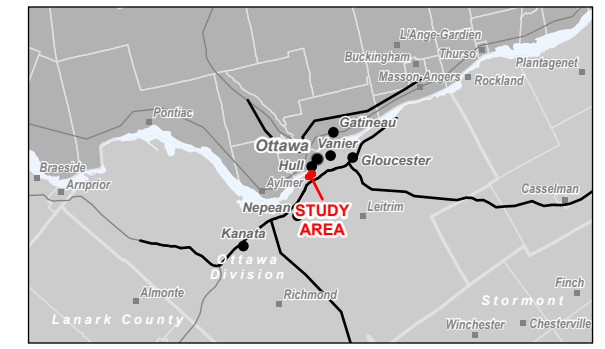 L'Ange-Gardien
Buckingham
Thurso
Plantagenet
Masson-Angers
Rockland
Pontiac
Gatineau
Ottawa
Vanier
Hull
Gloucester
Braeside
Arnprior
Aylmer
Casselman
Nepean
STUDY
AREA
Leitrim
Kanata
Ottawa
Division
Finch
Almonte
Richmond
Stormont
Lanark County
Winchester
Chesterville